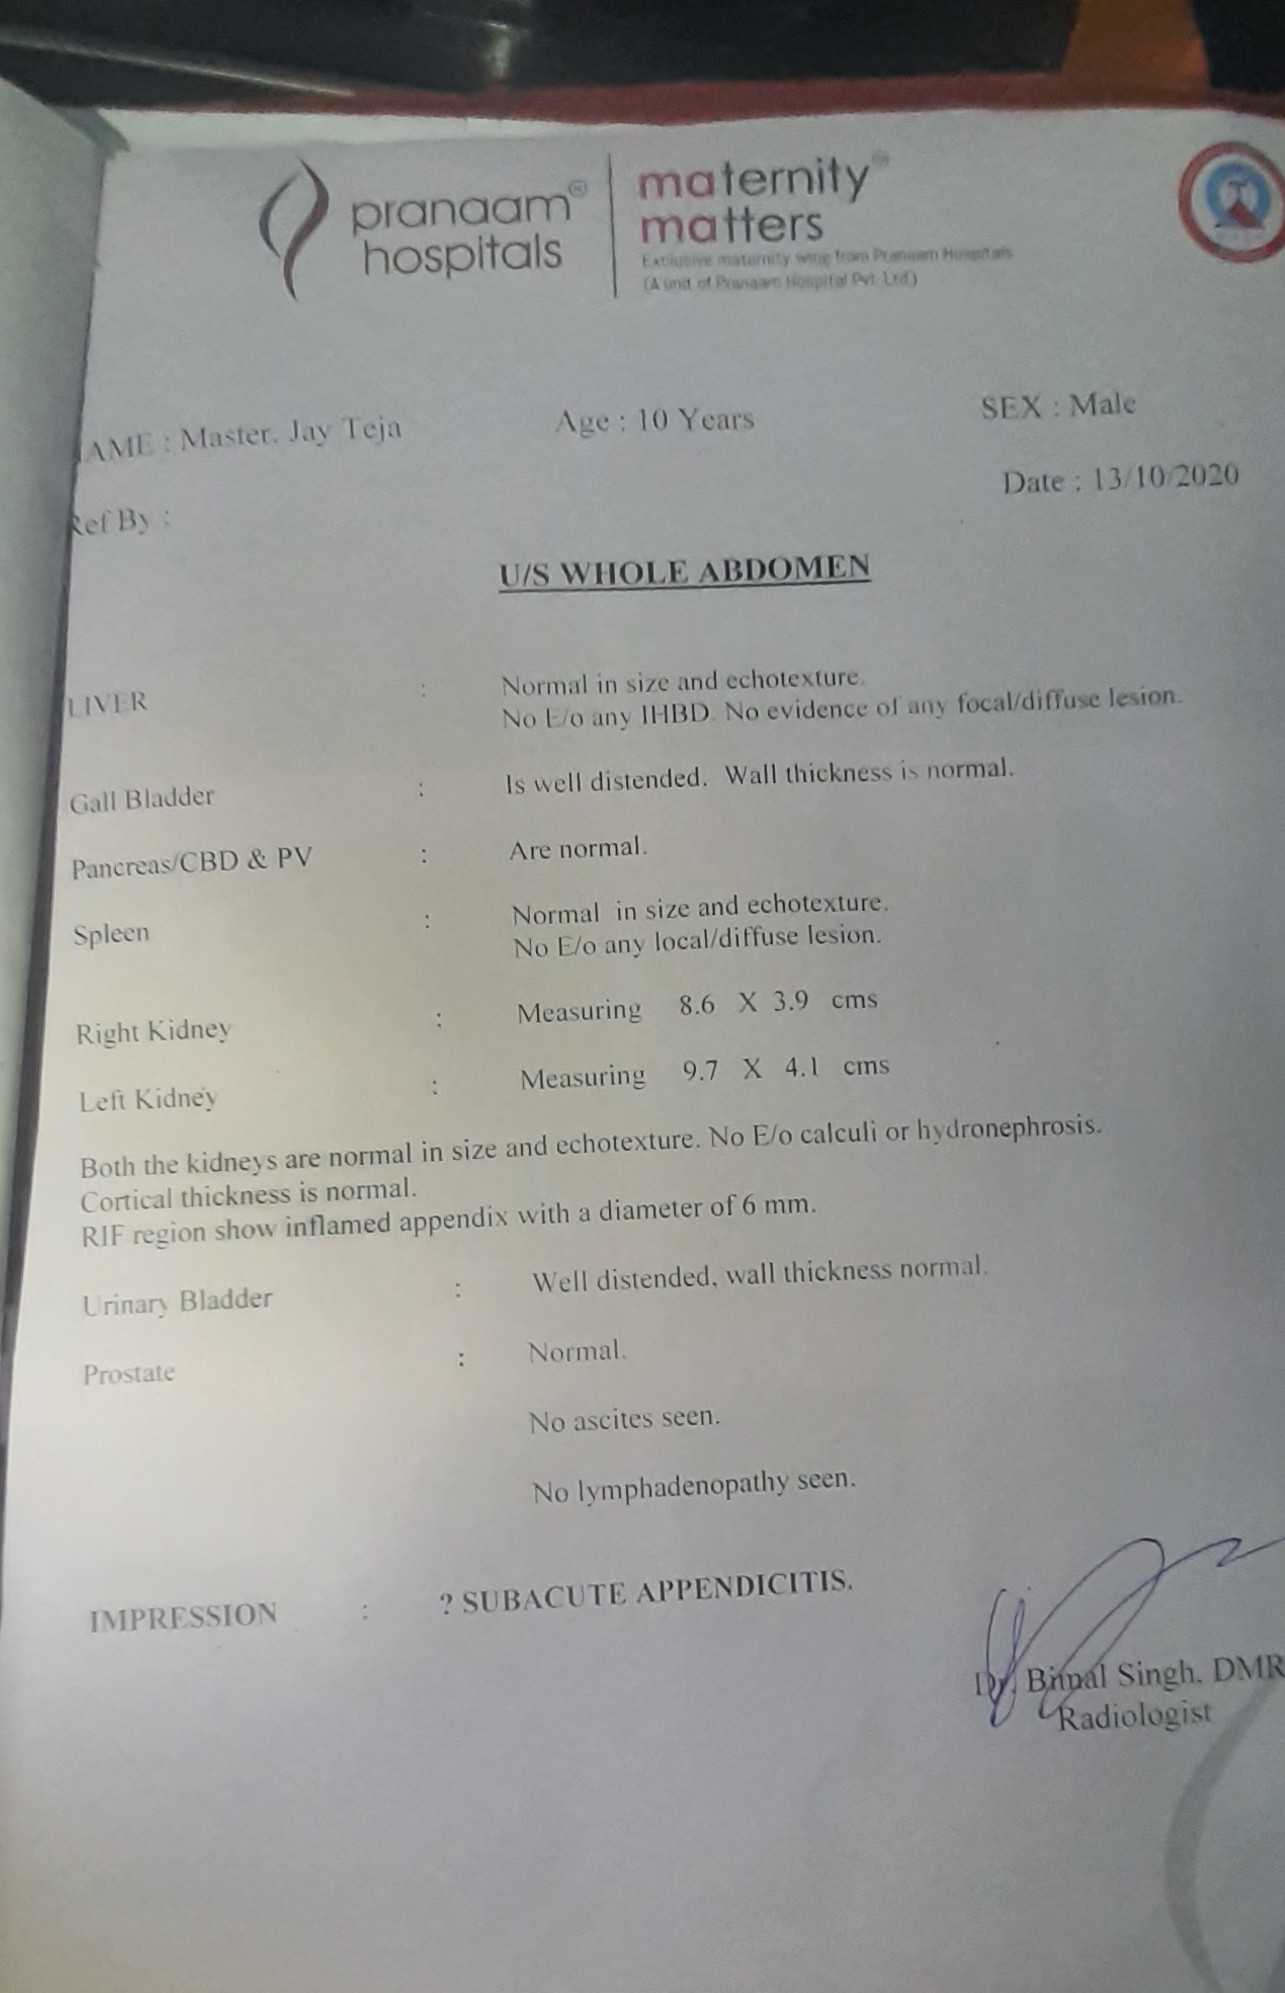 pranaam® hospitals
maternity® matters
Exclusive maternity wing from Pranaam Hospitals
(A unit of Pranaam Hospital Pvt. Ltd.)
AME : Master. Jay Teja Age : 10 Years SEX : Male
Date : 13/10/2020
Ref By :
U/S WHOLE ABDOMEN
LIVER : Normal in size and echotexture.
No E/o any IHBD. No evidence of any focal/diffuse lesion.
Gall Bladder : Is well distended. Wall thickness is normal.
Pancreas/CBD & PV : Are normal.
Spleen : Normal in size and echotexture.
No E/o any local/diffuse lesion.
Right Kidney : Measuring 8.6 X 3.9 cms
Left Kidney : Measuring 9.7 X 4.1 cms
Both the kidneys are normal in size and echotexture. No E/o calculi or hydronephrosis.
Cortical thickness is normal.
RIF region show inflamed appendix with a diameter of 6 mm.
Urinary Bladder : Well distended, wall thickness normal.
Prostate : Normal.
No ascites seen.
No lymphadenopathy seen.
IMPRESSION : ? SUBACUTE APPENDICITIS.
Dr. Bimal Singh. DMR
Radiologist